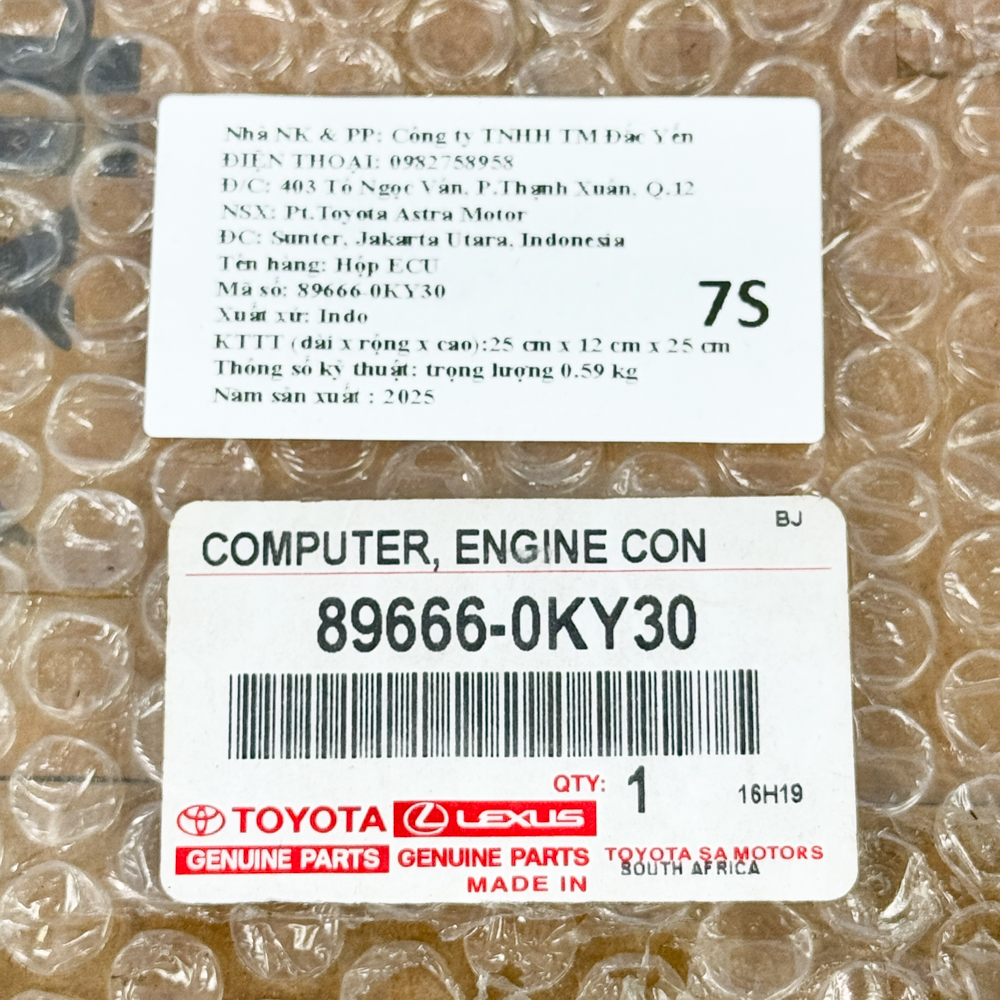 Nhà NK & PP: Công ty TNHH TM Đắc Yến
ĐIỆN THOẠI: 0982758958
Đ/C: 403 Tô Ngọc Vân, P.Thạnh Xuân, Q.12
NSX: Pt.Toyota Astra Motor
ĐC: Sunter, Jakarta Utara, Indonesia
Tên hàng: Hộp ECU
Mã số: 89666-0KY30
Xuất xứ: Indo
KTTT (dài x rộng x cao):25 cm x 12 cm x 25 cm
Thông số kỹ thuật: trọng lượng 0.59 kg
Năm sản xuất : 2025
7S
BJ
COMPUTER, ENGINE CON
89666-0KY30
QTY: 1
16H19
TOYOTA LEXUS
GENUINE PARTS GENUINE PARTS TOYOTA SA MOTORS
MADE IN SOUTH AFRICA